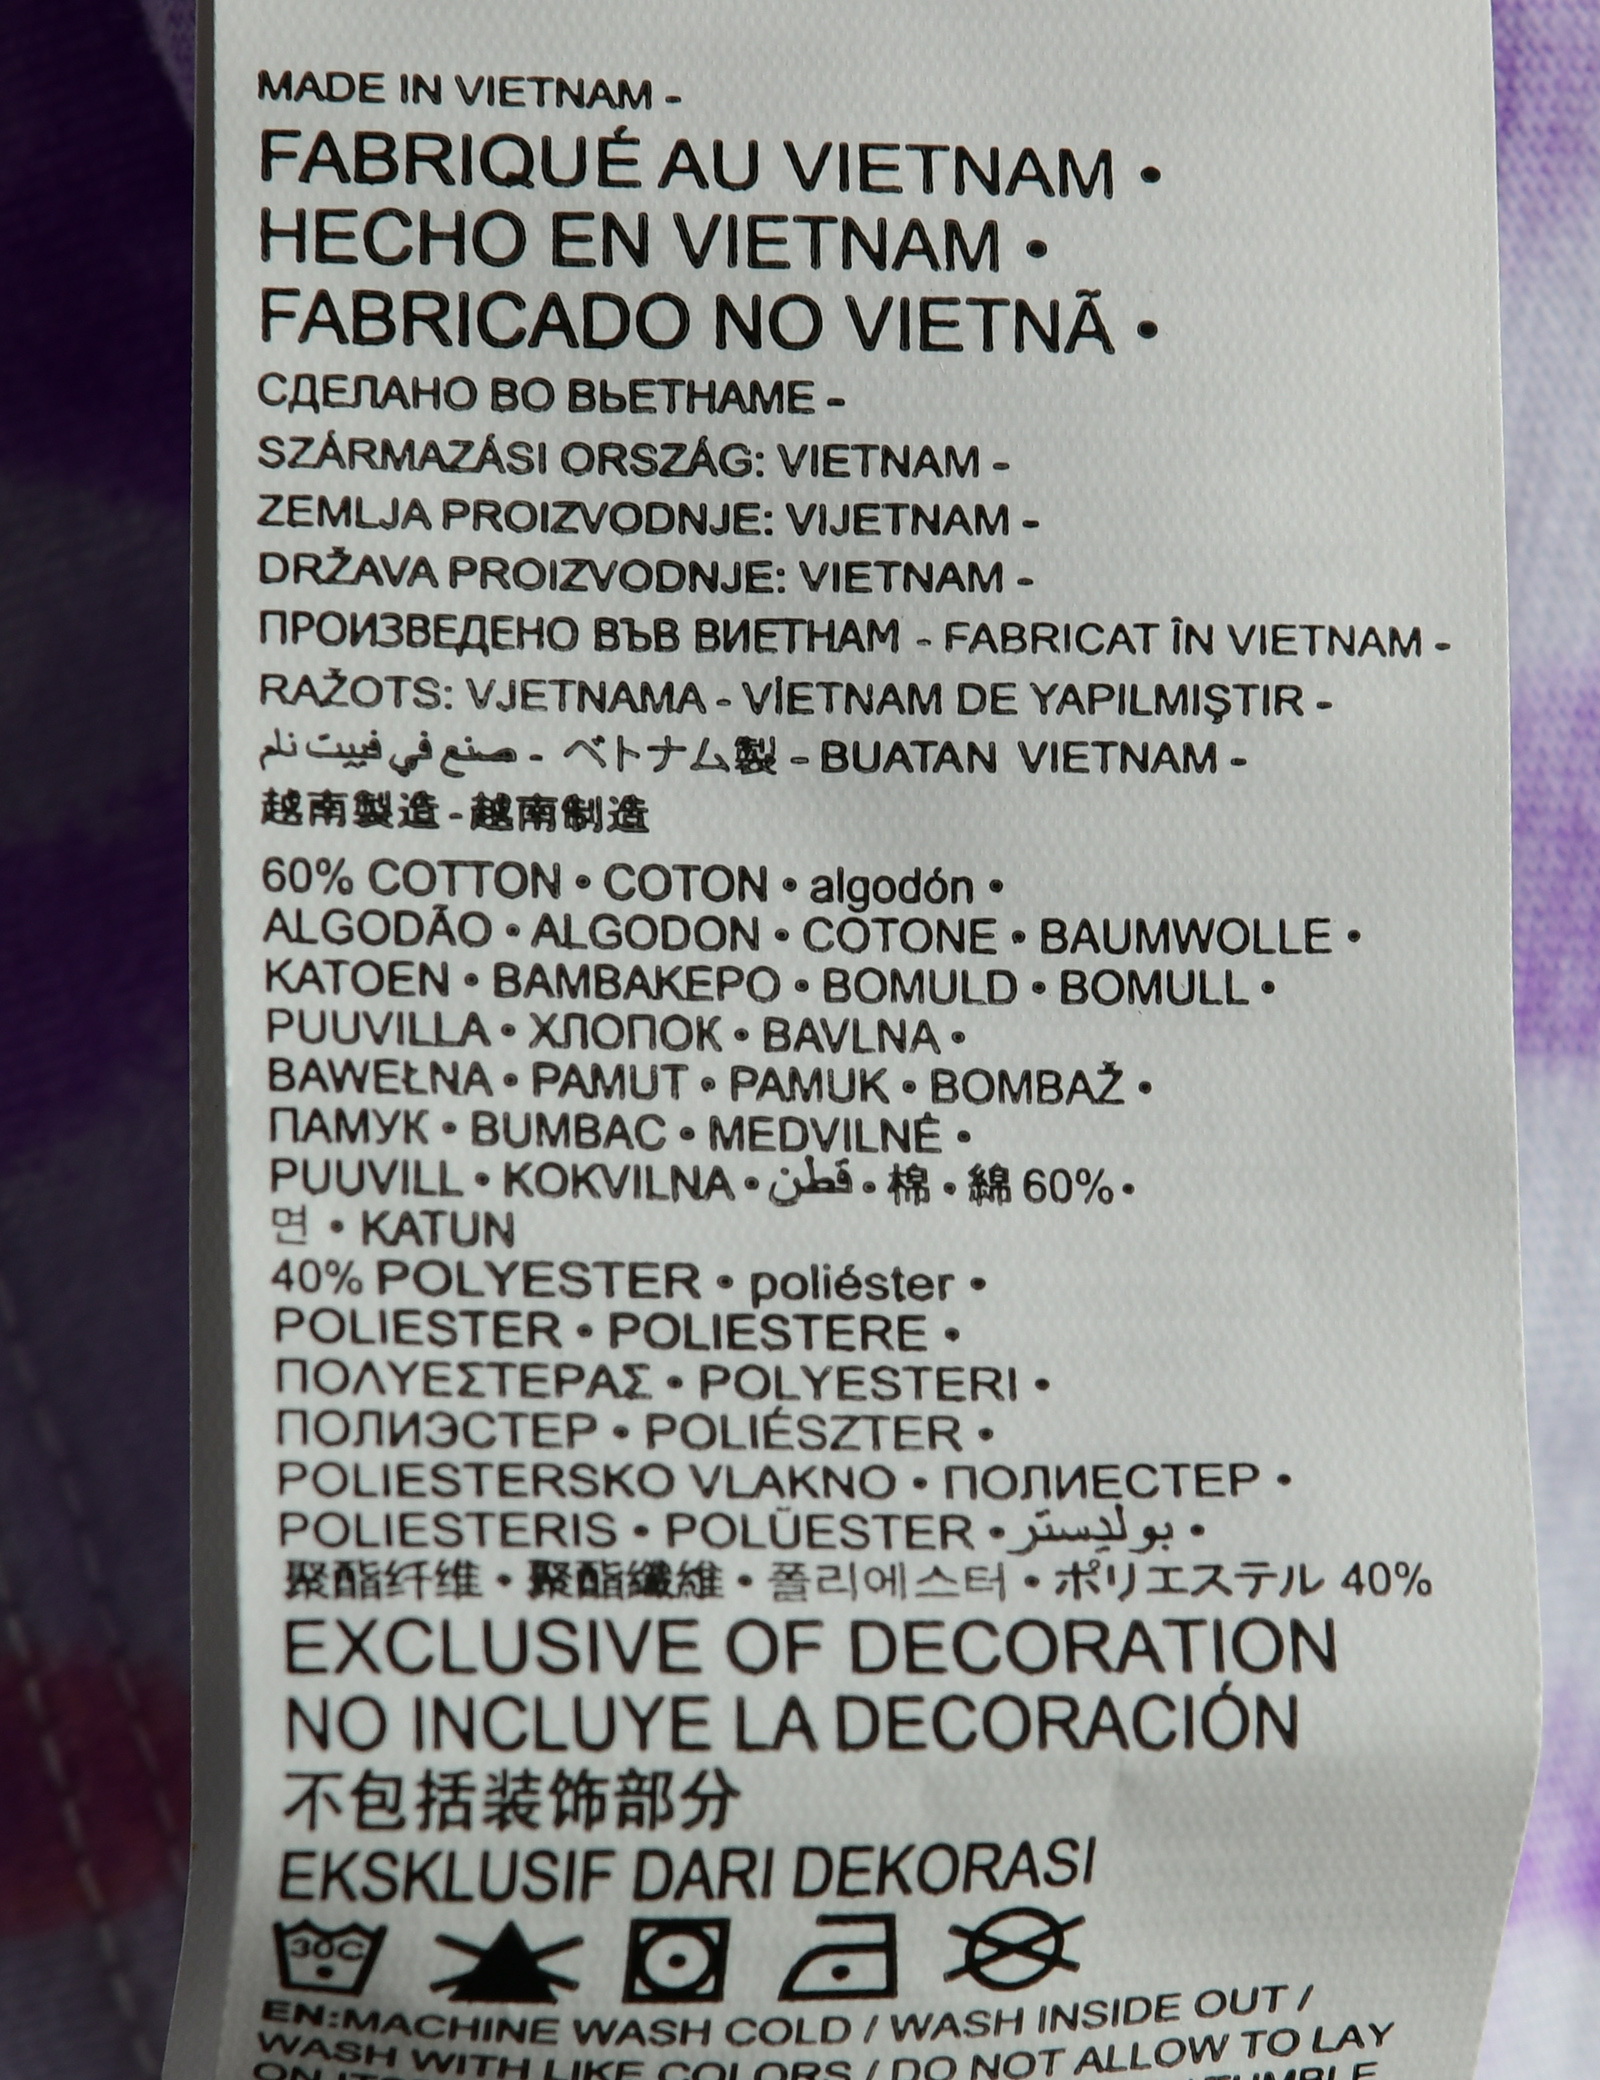 MADE IN VIETNAM -
FABRIQUÉ AU VIETNAM •
HECHO EN VIETNAM •
FABRICADO NO VIETNÃ •
СДЕЛАНО ВО ВЬЕТНАМЕ -
SZÁRMAZÁSI ORSZÁG: VIETNAM -
ZEMLJA PROIZVODNJE: VIJETNAM -
DRŽAVA PROIZVODNJE: VIETNAM -
ПРОИЗВЕДЕНО ВЪВ ВИЕТНАМ - FABRICAT ÎN VIETNAM -
RAŽOTS: VJETNAMA - VİETNAM DE YAPILMIŞTIR -
صنع في فييت نام - ベトナム製 - BUATAN VIETNAM -
越南製造 - 越南制造
60% COTTON • COTON • algodón •
ALGODÃO • ALGODON • COTONE • BAUMWOLLE •
KATOEN • BAMBAKEPO • BOMULD • BOMULL •
PUUVILLA • ХЛОПОК • BAVLNA •
BAWEŁNA • PAMUT • PAMUK • BOMBAŽ •
ПАМУК • BUMBAC • MEDVILNĖ •
PUUVILL • KOKVILNA • قطن • 棉 • 綿 60% •
면 • KATUN
40% POLYESTER • poliéster •
POLIESTER • POLIESTERE •
ΠΟΛΥΕΣΤΕΡΑΣ • POLYESTERI •
ПОЛИЭСТЕР • POLIÉSZTER •
POLIESTERSKO VLAKNO • ПОЛИЕСТЕР •
POLIESTERIS • POLÜESTER • بوليستر •
聚酯纤维 • 聚酯纖維 • 폴리에스터 • ポリエステル 40%
EXCLUSIVE OF DECORATION
NO INCLUYE LA DECORACIÓN
不包括装饰部分
EKSKLUSIF DARI DEKORASI
30C
EN:MACHINE WASH COLD / WASH INSIDE OUT /
WASH WITH LIKE COLORS / DO NOT ALLOW TO LAY
TUMBLE